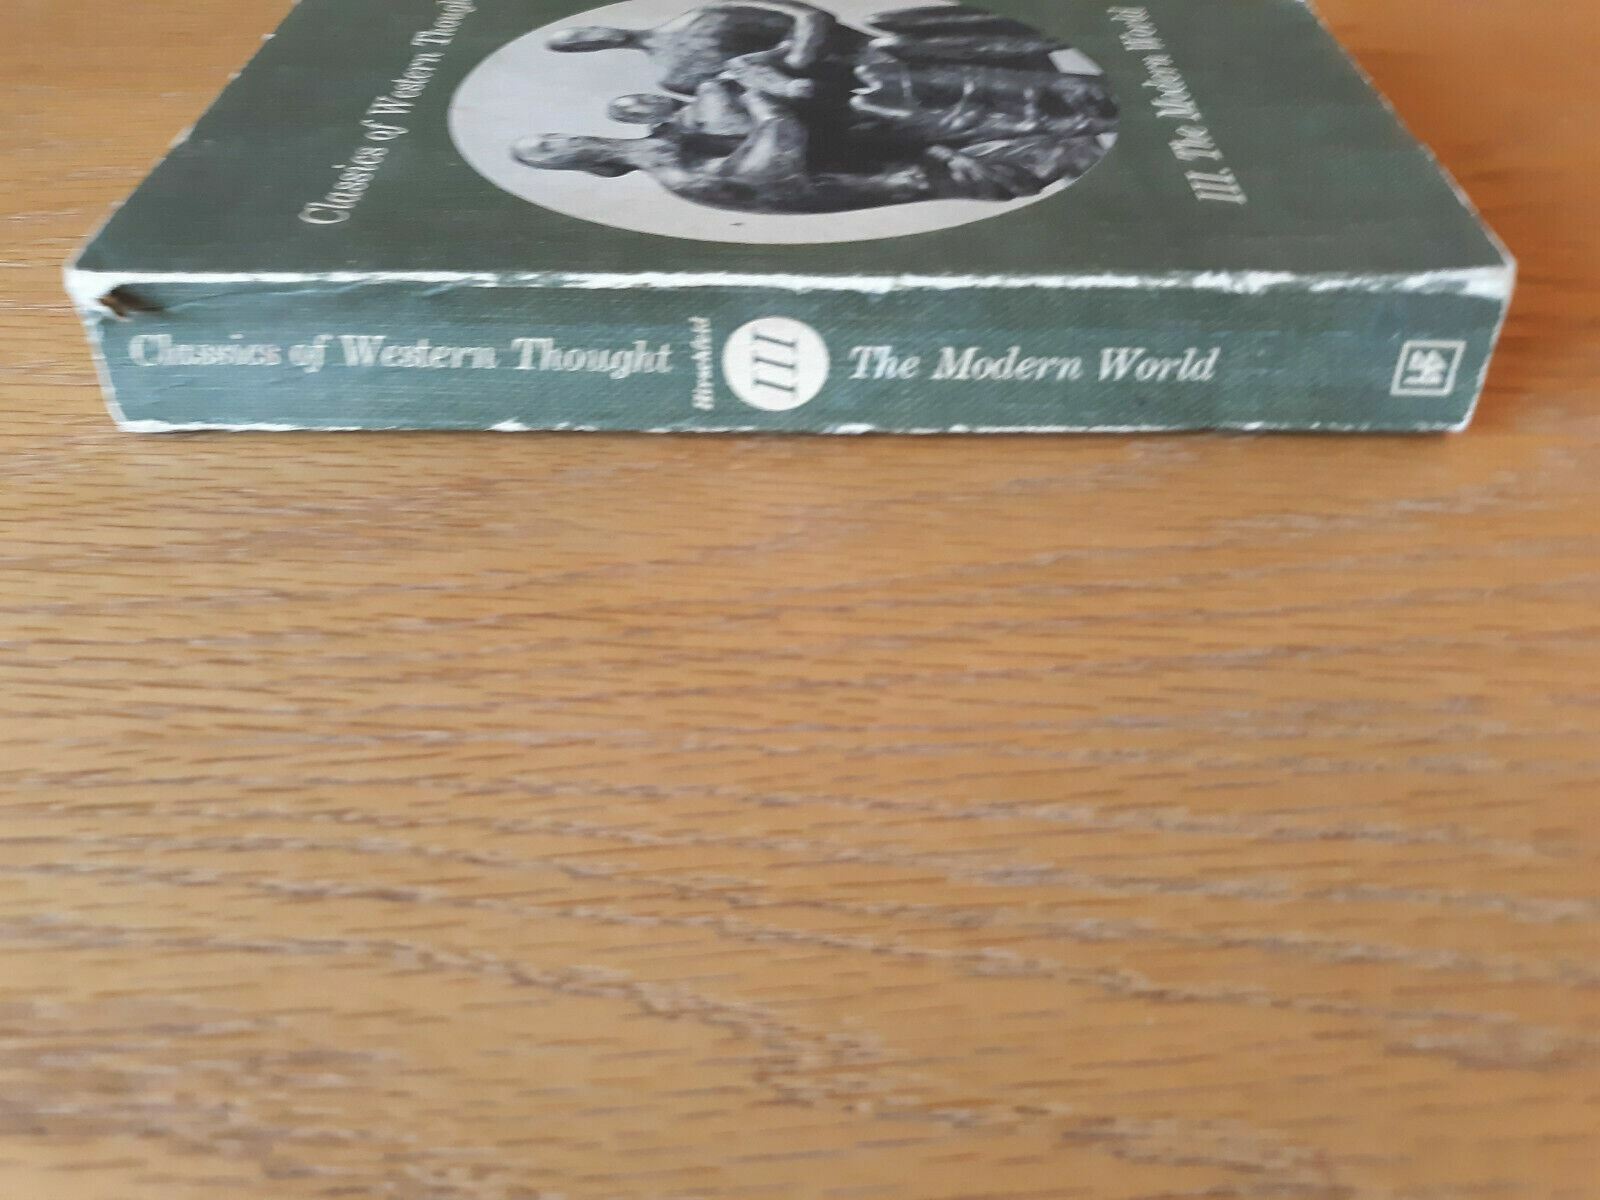 Classics of Western Thought
III. The Modern World
Classics of Western Thought
III
The Modern World